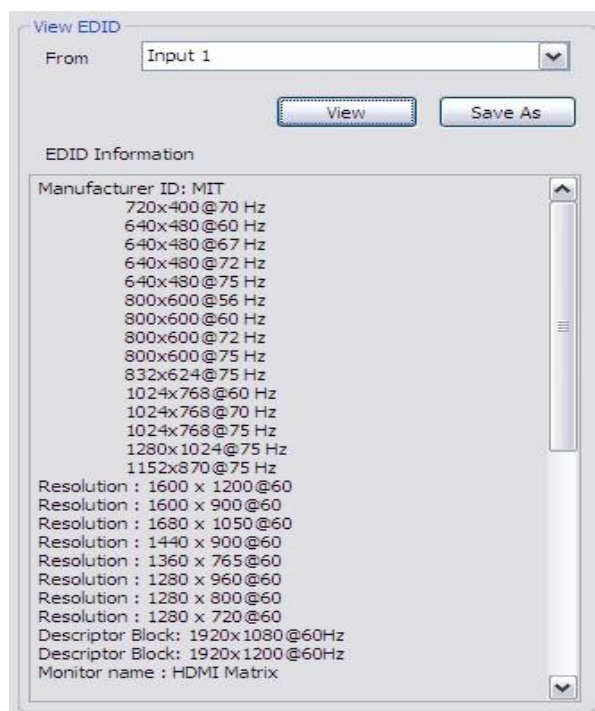 View EDID
From Input 1
View Save As
EDID Information
Manufacturer ID: MIT
720x400@70 Hz
640x480@60 Hz
640x480@67 Hz
640x480@72 Hz
640x480@75 Hz
800x600@56 Hz
800x600@60 Hz
800x600@72 Hz
800x600@75 Hz
832x624@75 Hz
1024x768@60 Hz
1024x768@70 Hz
1024x768@75 Hz
1280x1024@75 Hz
1152x870@75 Hz
Resolution : 1600 x 1200@60
Resolution : 1600 x 900@60
Resolution : 1680 x 1050@60
Resolution : 1440 x 900@60
Resolution : 1360 x 765@60
Resolution : 1280 x 960@60
Resolution : 1280 x 800@60
Resolution : 1280 x 720@60
Descriptor Block: 1920x1080@60Hz
Descriptor Block: 1920x1200@60Hz
Monitor name : HDMI Matrix